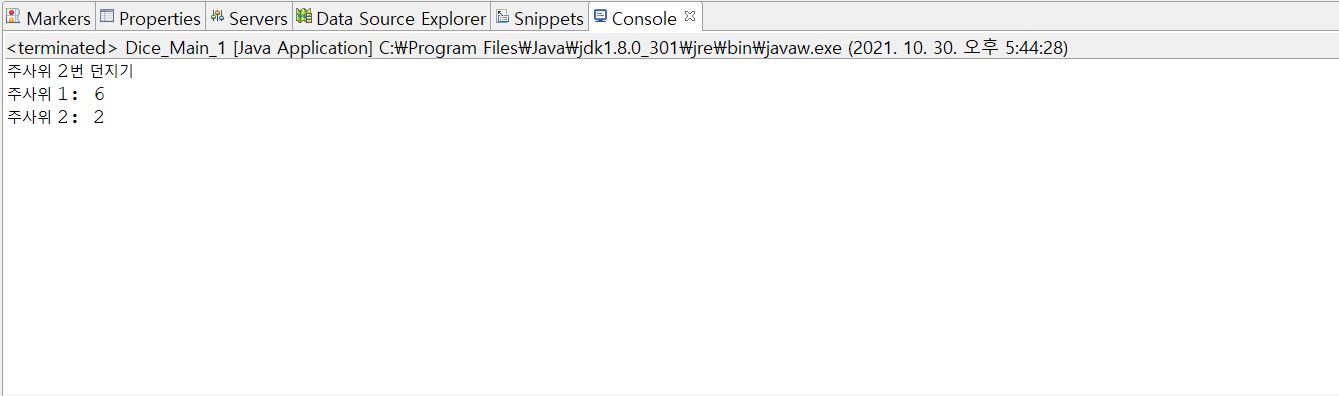 Markers Properties Servers Data Source Explorer Snippets Console
<terminated> Dice_Main_1 [Java Application] C:₩Program Files₩Java₩jdk1.8.0_301₩jre₩bin₩javaw.exe (2021. 10. 30. 오후 5:44:28)
주사위 2번 던지기
주사위 1: 6
주사위 2: 2